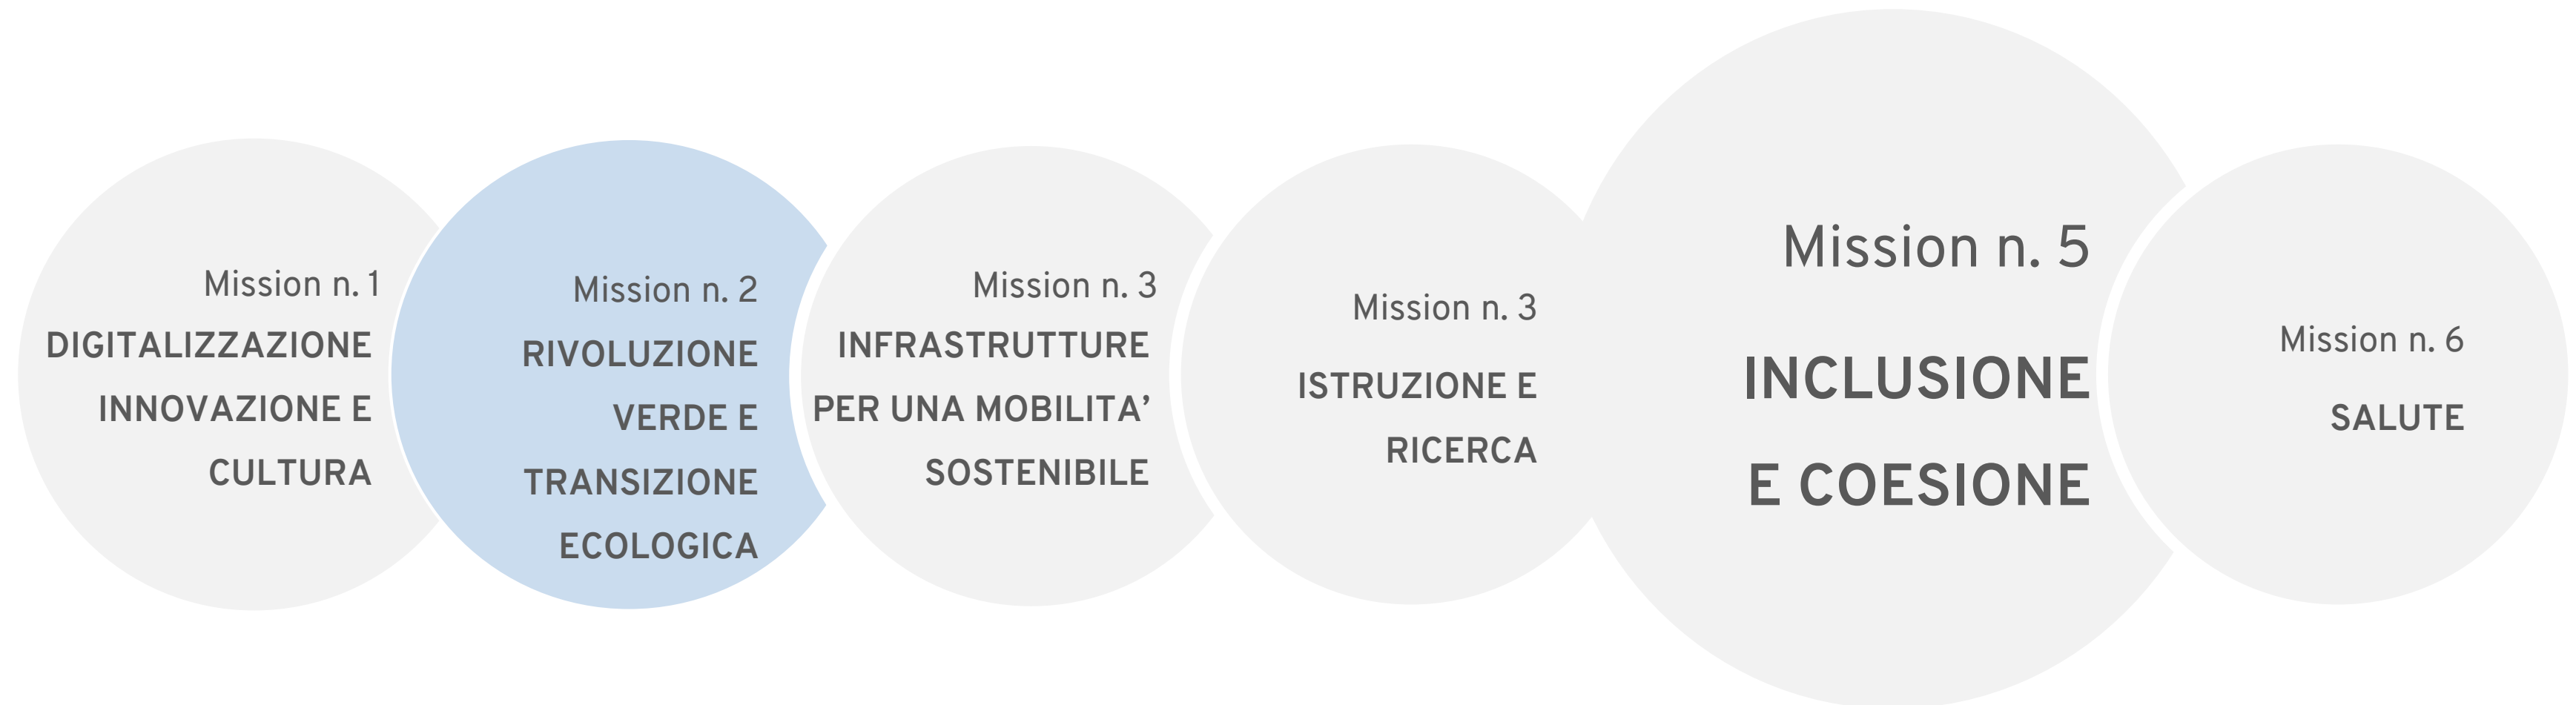 Mission n. 1
DIGITALIZZAZIONE
INNOVAZIONE E
CULTURA
Mission n. 2
RIVOLUZIONE
VERDE E
TRANSIZIONE
ECOLOGICA
Mission n. 3
INFRASTRUTTURE
PER UNA MOBILITA’
SOSTENIBILE
Mission n. 3
ISTRUZIONE E
RICERCA
Mission n. 5
INCLUSIONE
E COESIONE
Mission n. 6
SALUTE